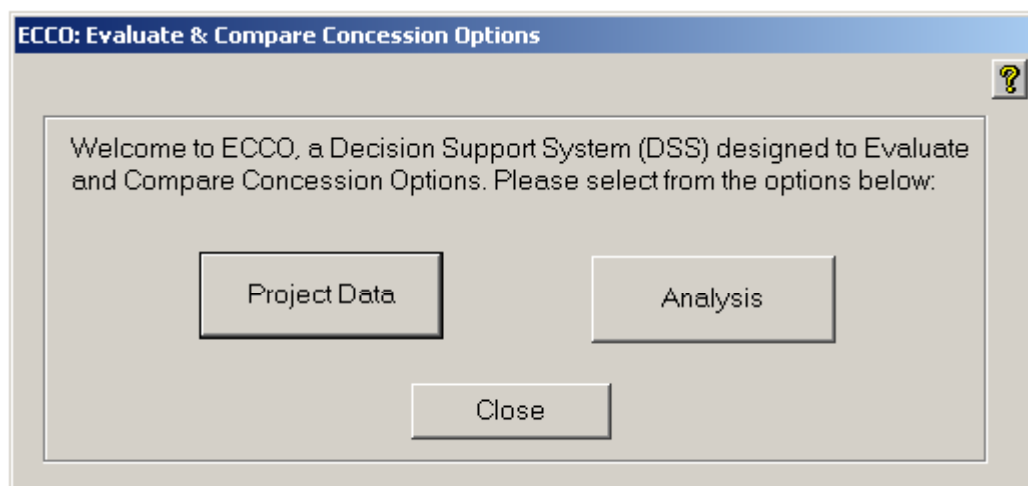 ECCO: Evaluate & Compare Concession Options
?
Welcome to ECCO, a Decision Support System (DSS) designed to Evaluate
and Compare Concession Options. Please select from the options below:
Project Data
Analysis
Close